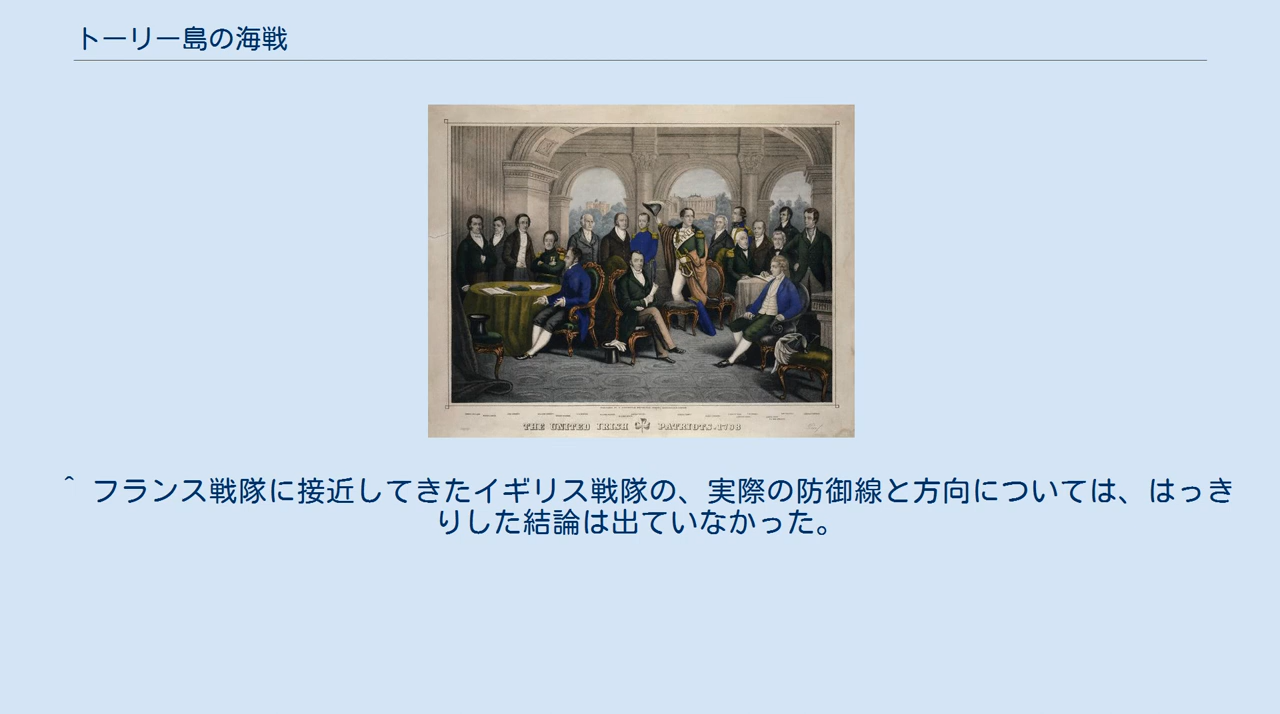 トーリー島の海戦
THE UNITED IRISH PATRIOTS. 1798
^ フランス戦隊に接近してきたイギリス戦隊の、実際の防御線と方向については、はっき
りした結論は出ていなかった。